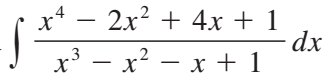 ∫ (x⁴ − 2x² + 4x + 1) / (x³ − x² − x + 1) dx